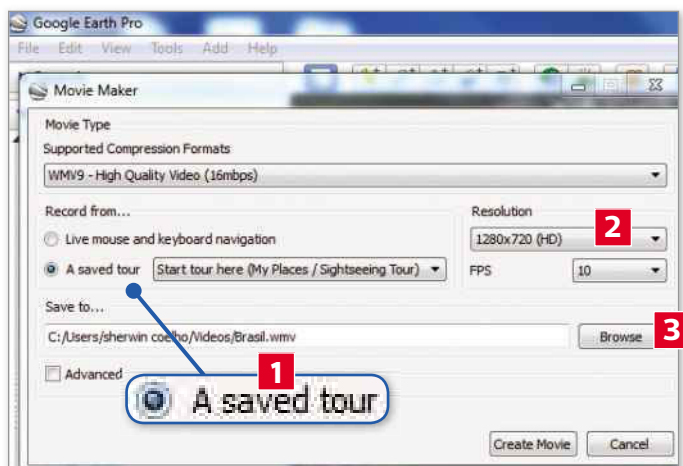 Google Earth Pro
File Edit View Tools Add Help
Movie Maker
Movie Type
Supported Compression Formats
WMV9 - High Quality Video (16mbps)
Record from...
Live mouse and keyboard navigation
A saved tour Start tour here (My Places / Sightseeing Tour)
Resolution
1280x720 (HD) 2
FPS 10
Save to...
C:/Users/sherwin coelho/Videos/Brasil.wmv Browse 3
Advanced
1
A saved tour
Create Movie Cancel